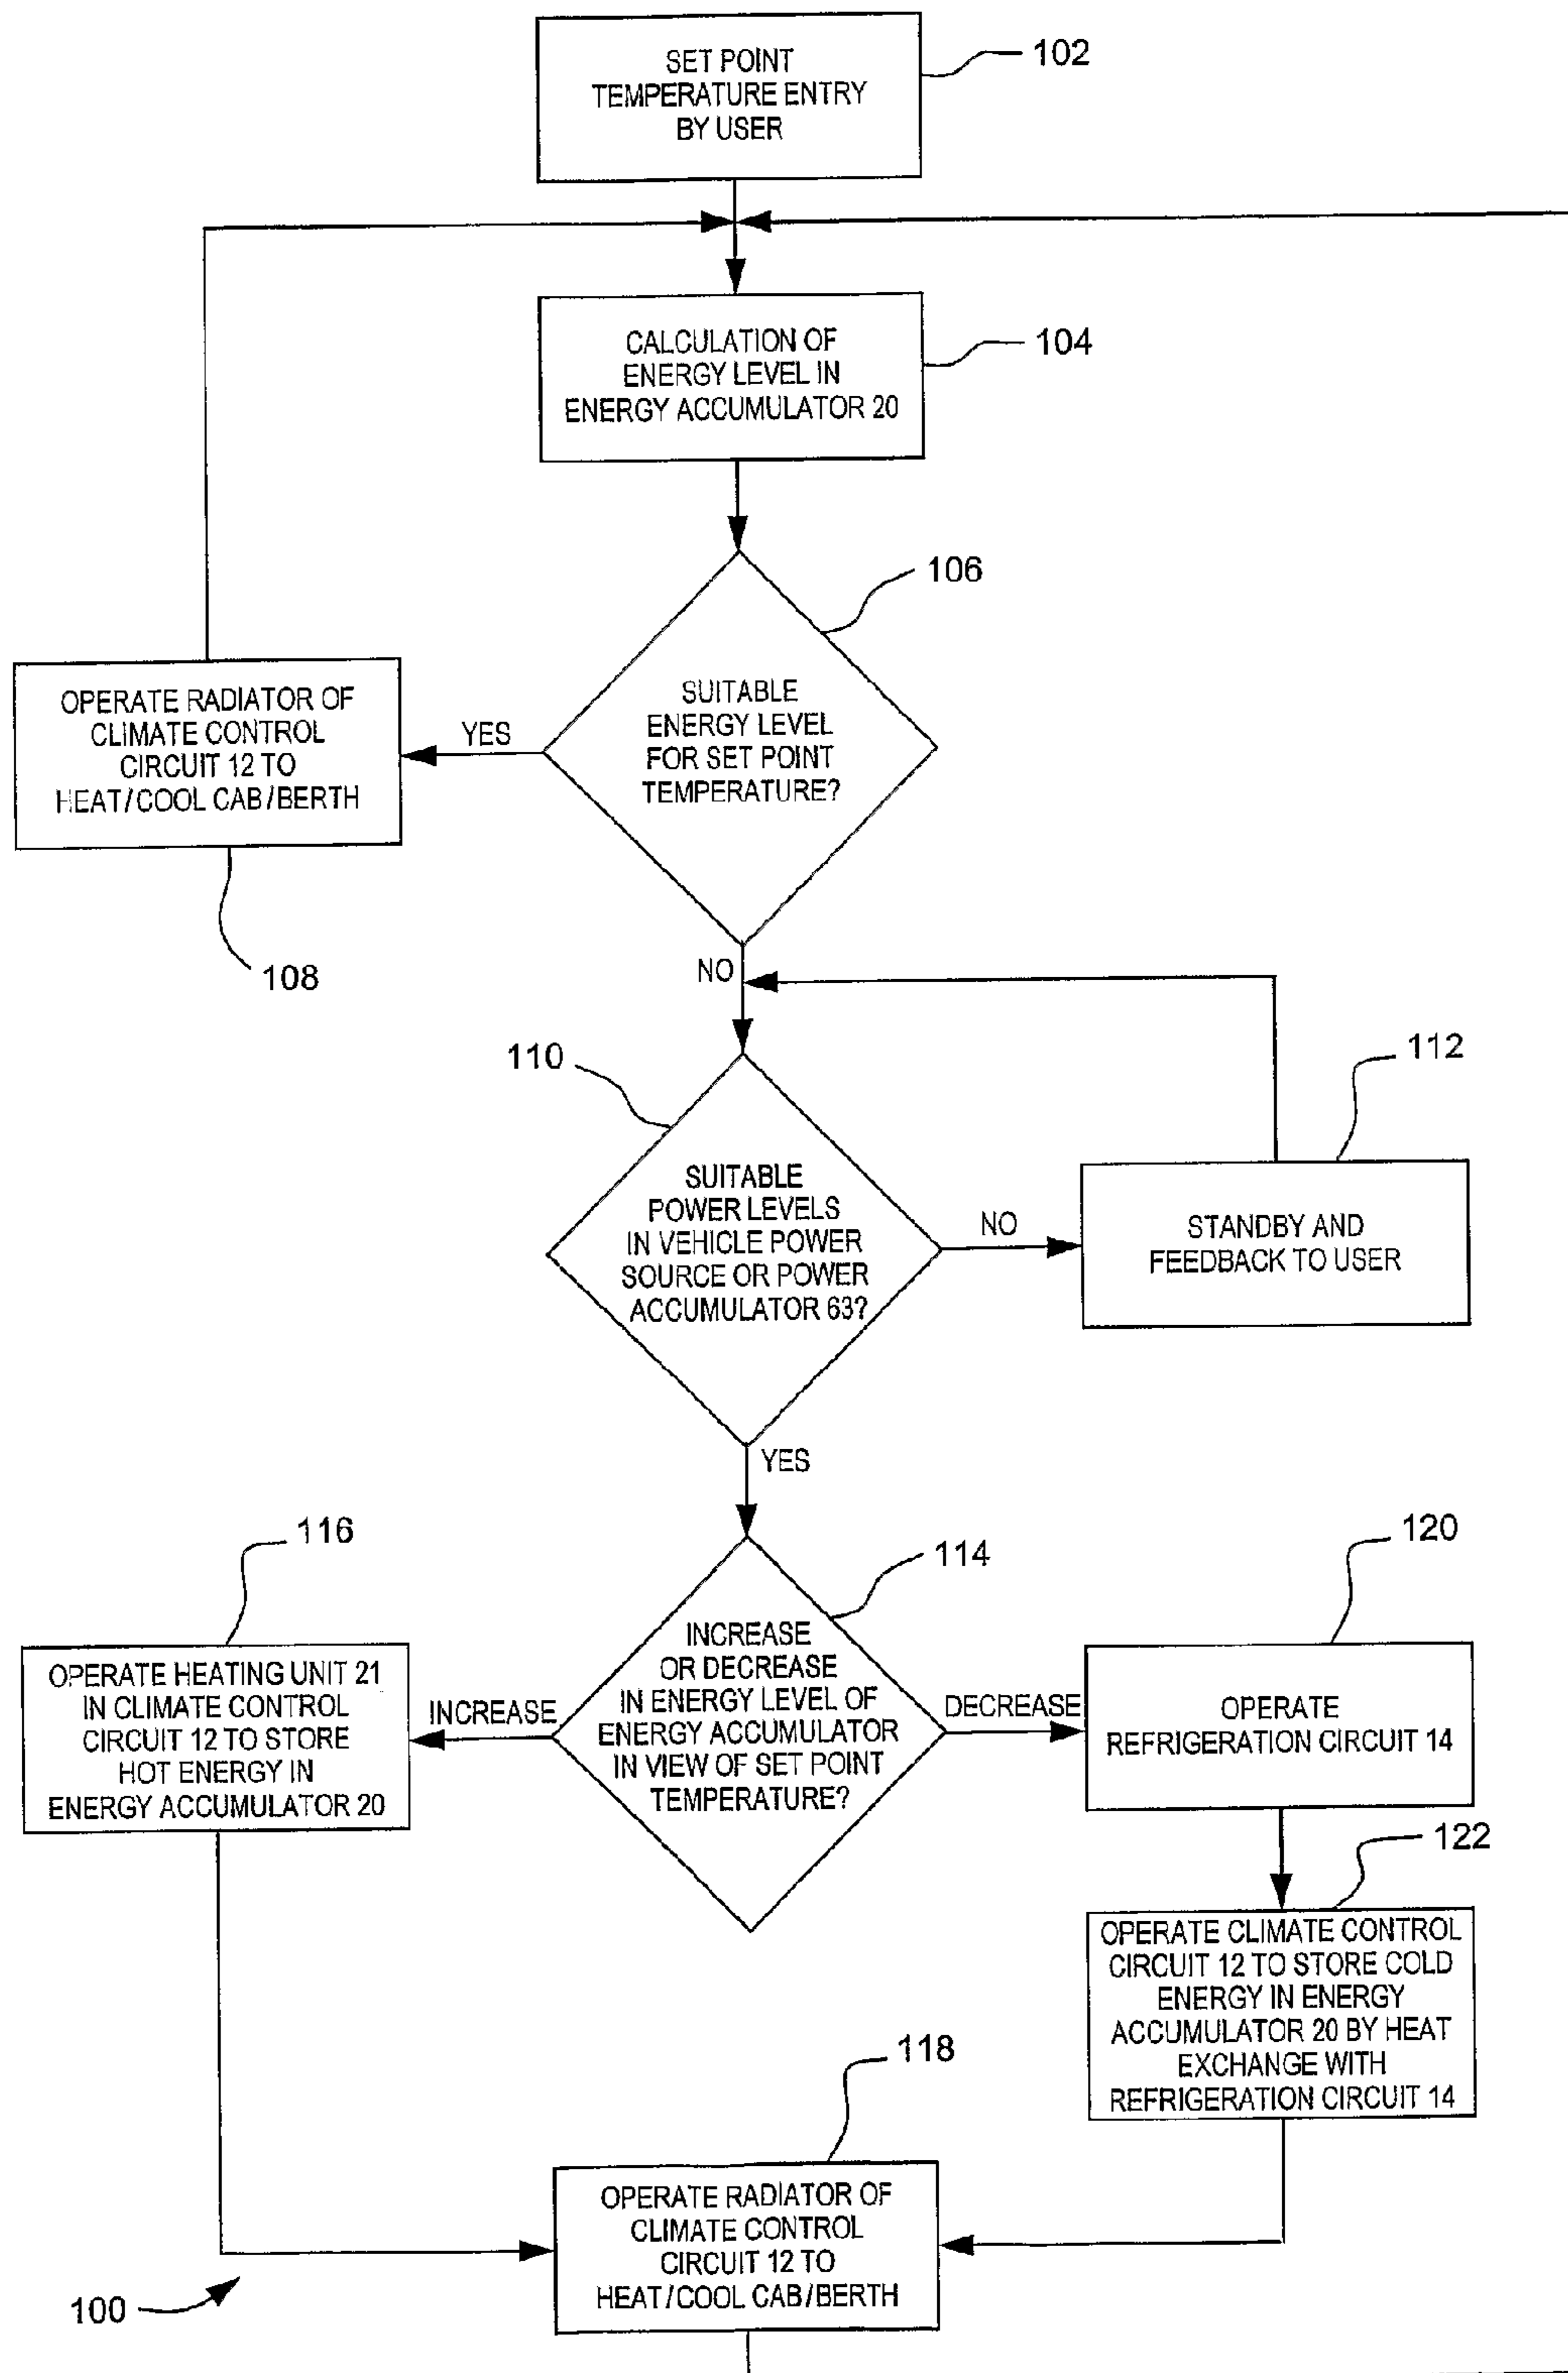 SET POINT
TEMPERATURE ENTRY
BY USER
102
CALCULATION OF
ENERGY LEVEL IN
ENERGY ACCUMULATOR 20
104
106
SUITABLE
ENERGY LEVEL
FOR SET POINT
TEMPERATURE?
YES
OPERATE RADIATOR OF
CLIMATE CONTROL
CIRCUIT 12 TO
HEAT/COOL CAB/BERTH
108
NO
110
SUITABLE
POWER LEVELS
IN VEHICLE POWER
SOURCE OR POWER
ACCUMULATOR 63?
NO
112
STANDBY AND
FEEDBACK TO USER
YES
114
INCREASE
OR DECREASE
IN ENERGY LEVEL OF
ENERGY ACCUMULATOR
IN VIEW OF SET POINT
TEMPERATURE?
INCREASE
116
OPERATE HEATING UNIT 21
IN CLIMATE CONTROL
CIRCUIT 12 TO STORE
HOT ENERGY IN
ENERGY ACCUMULATOR 20
DECREASE
120
OPERATE
REFRIGERATION CIRCUIT 14
122
OPERATE CLIMATE CONTROL
CIRCUIT 12 TO STORE COLD
ENERGY IN ENERGY
ACCUMULATOR 20 BY HEAT
EXCHANGE WITH
REFRIGERATION CIRCUIT 14
118
OPERATE RADIATOR OF
CLIMATE CONTROL
CIRCUIT 12 TO
HEAT/COOL CAB/BERTH
100